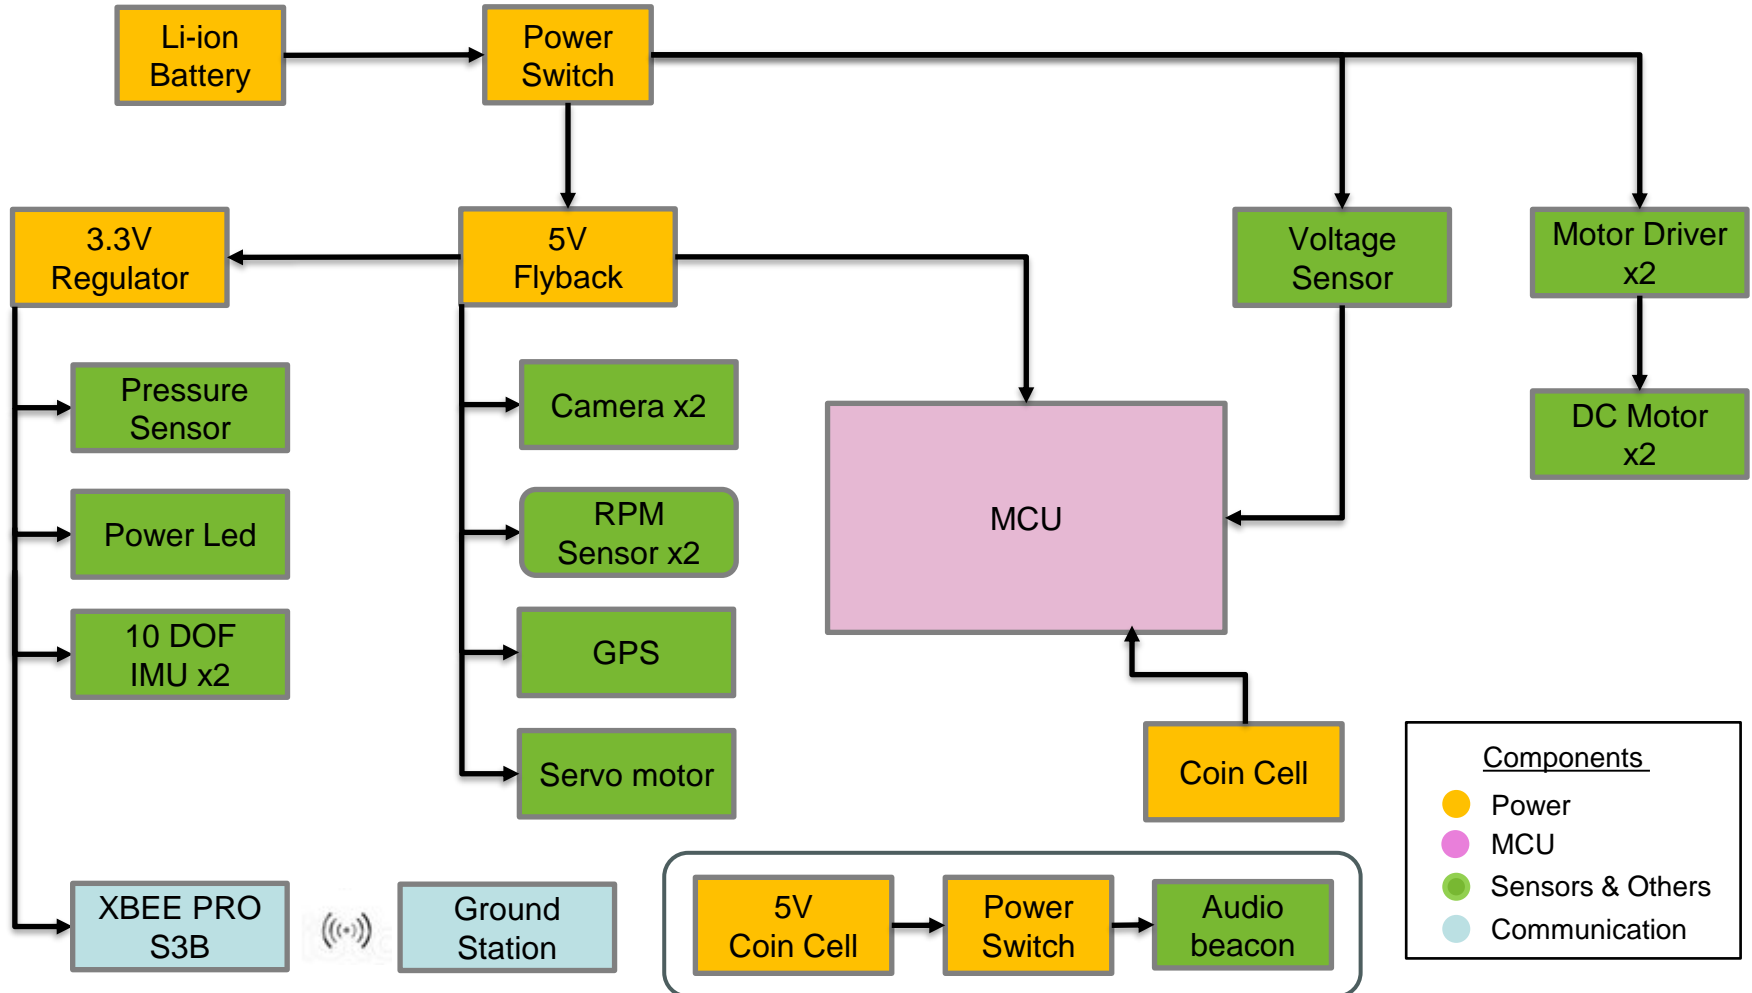 Li-ion
Battery
Power
Switch
3.3V
Regulator
5V
Flyback
Voltage
Sensor
Motor Driver
x2
Pressure
Sensor
Camera x2
DC Motor
x2
Power Led
RPM
Sensor x2
MCU
10 DOF
IMU x2
GPS
Servo motor
Coin Cell
Components
Power
MCU
Sensors & Others
Communication
XBEE PRO
S3B
Ground
Station
5V
Coin Cell
Power
Switch
Audio
beacon